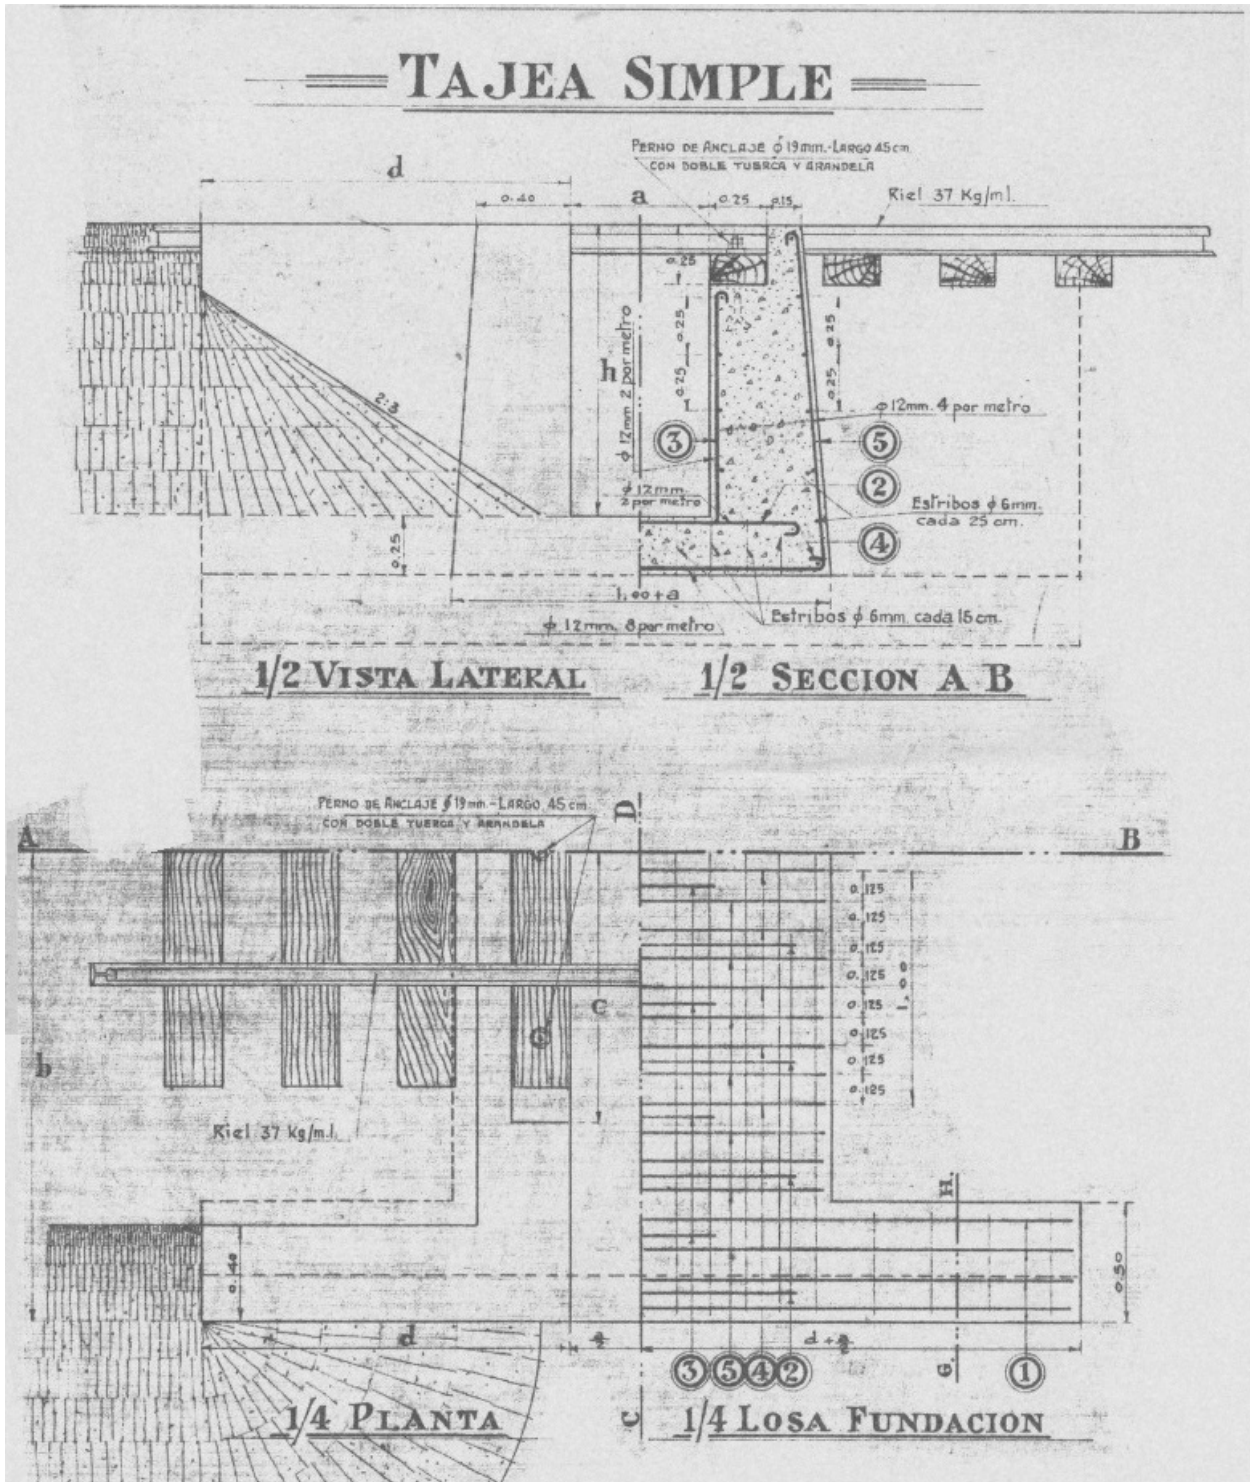 TAJEA SIMPLE
PERNO DE ANCLAJE ϕ 19mm.-LARGO 45cm.
CON DOBLE TUERCA Y ARANDELA
d
0.40
a
0.25
0.15
Riel 37 Kg/ml.
0.25
0.25
0.25
0.25
0.25
h
ϕ 12mm 2 por metro
2:3
ϕ 12mm. 4 por metro
3
5
2
ϕ 12mm.
2 por metro
Estribos ϕ 6mm.
cada 25 cm.
4
0.25
1,00+a
ϕ 12mm. 8 por metro
Estribos ϕ 6mm. cada 15 cm.
1/2 VISTA LATERAL
1/2 SECCION A B
PERNO DE ANCLAJE ϕ 19mm.-LARGO 45cm
CON DOBLE TUERCA Y ARANDELA
D
A
B
0.125
0.125
0.125
0.125
0.125
0.125
0.125
0.125
1,00
c
b
Riel 37 Kg/ml.
H.
0.40
0.50
d
a/2
d + a/2
G.
3
5
4
2
1
C
1/4 PLANTA
1/4 LOSA FUNDACION